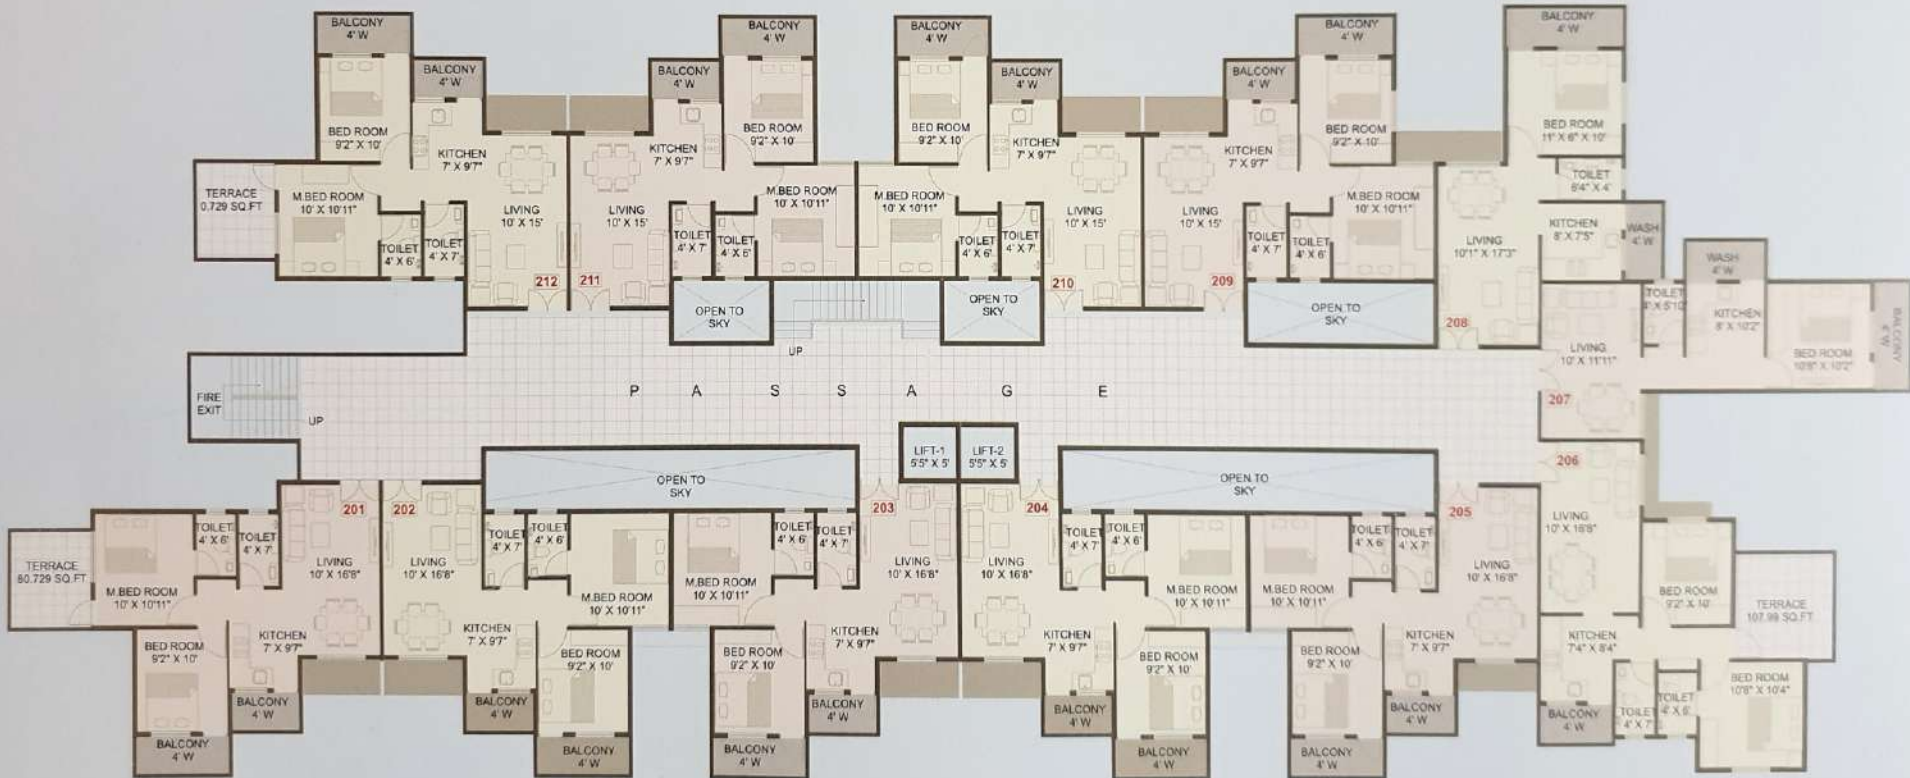 BALCONY
4' W
BED ROOM
9'2" X 10'
BALCONY
4' W
KITCHEN
7' X 9'7"
TERRACE
0.729 SQ.FT
M.BED ROOM
10' X 10'11"
TOILET
4' X 6'
TOILET
4' X 7'
LIVING
10' X 15'
212
BALCONY
4' W
BALCONY
4' W
BED ROOM
9'2" X 10'
KITCHEN
7' X 9'7"
LIVING
10' X 15'
TOILET
4' X 7'
TOILET
4' X 6'
M.BED ROOM
10' X 10'11"
211
BALCONY
4' W
BALCONY
4' W
BED ROOM
9'2" X 10'
KITCHEN
7' X 9'7"
M.BED ROOM
10' X 10'11"
TOILET
4' X 6'
TOILET
4' X 7'
LIVING
10' X 15'
210
BALCONY
4' W
BALCONY
4' W
BED ROOM
9'2" X 10'
KITCHEN
7' X 9'7"
LIVING
10' X 15'
TOILET
4' X 7'
TOILET
4' X 6'
M.BED ROOM
10' X 10'11"
209
BALCONY
4' W
BED ROOM
11' X 6" X 10'
TOILET
6'4" X 4'
KITCHEN
8' X 7'5"
WASH
4' W
LIVING
10'1" X 17'3"
208
OPEN TO
SKY
OPEN TO
SKY
OPEN TO
SKY
UP
WASH
4' W
TOILET
4' X 5'10"
KITCHEN
8' X 10'2"
BED ROOM
10'8" X 10'2"
BALCONY
4' W
LIVING
10' X 11'11"
207
FIRE
EXIT
UP
PASSAGE
LIFT-1
5'5" X 5'
LIFT-2
5'5" X 5'
OPEN TO
SKY
OPEN TO
SKY
201
TERRACE
80.729 SQ.FT
M.BED ROOM
10' X 10'11"
TOILET
4' X 6'
TOILET
4' X 7'
LIVING
10' X 16'8"
BED ROOM
9'2" X 10'
KITCHEN
7' X 9'7"
BALCONY
4' W
BALCONY
4' W
202
LIVING
10' X 16'8"
TOILET
4' X 7'
TOILET
4' X 6'
M.BED ROOM
10' X 10'11"
KITCHEN
7' X 9'7"
BED ROOM
9'2" X 10'
BALCONY
4' W
BALCONY
4' W
203
M.BED ROOM
10' X 10'11"
TOILET
4' X 6'
TOILET
4' X 7'
LIVING
10' X 16'8"
BED ROOM
9'2" X 10'
KITCHEN
7' X 9'7"
BALCONY
4' W
BALCONY
4' W
204
LIVING
10' X 16'8"
TOILET
4' X 7'
TOILET
4' X 6'
M.BED ROOM
10' X 10'11"
KITCHEN
7' X 9'7"
BED ROOM
9'2" X 10'
BALCONY
4' W
BALCONY
4' W
205
M.BED ROOM
10' X 10'11"
TOILET
4' X 6'
TOILET
4' X 7'
LIVING
10' X 16'8"
BED ROOM
9'2" X 10'
KITCHEN
7' X 9'7"
BALCONY
4' W
BALCONY
4' W
206
LIVING
10' X 16'8"
BED ROOM
9'2" X 10'
TERRACE
107.99 SQ.FT
KITCHEN
7'4" X 8'4"
BED ROOM
10'8" X 10'4"
TOILET
4' X 7'
TOILET
4' X 6'
BALCONY
4' W